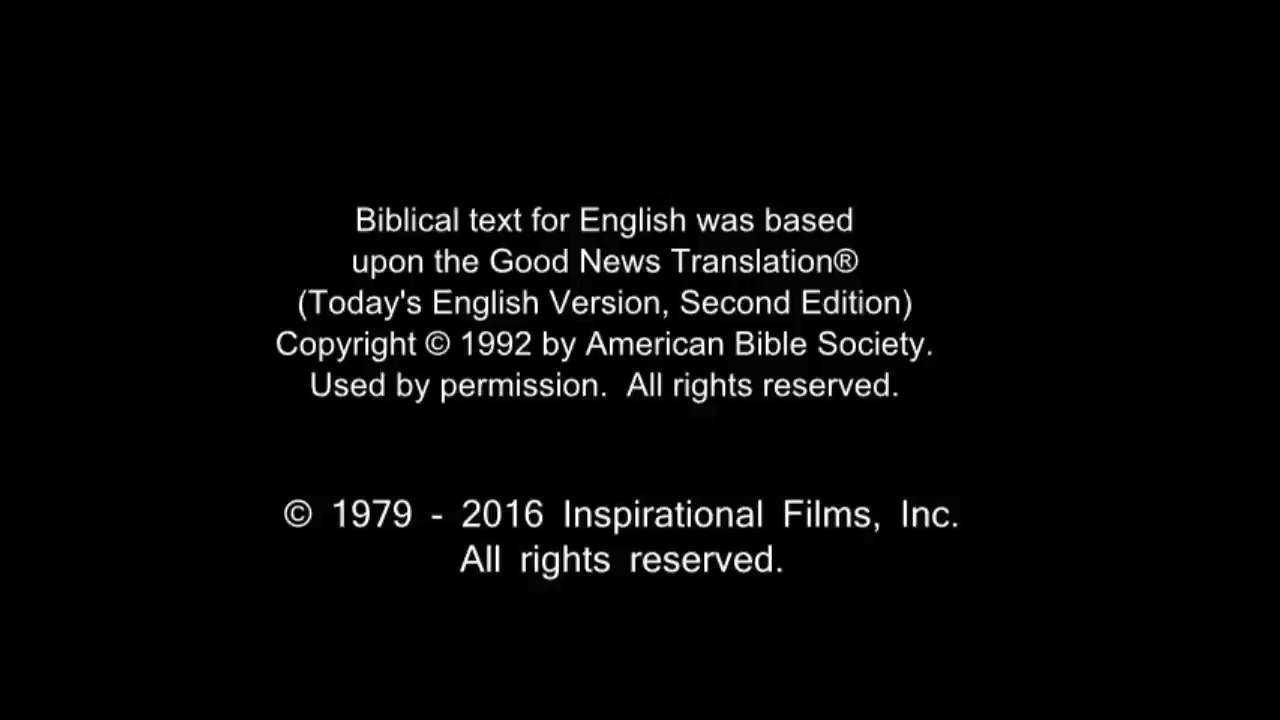 Biblical text for English was based
upon the Good News Translation®
(Today's English Version, Second Edition)
Copyright © 1992 by American Bible Society.
Used by permission.  All rights reserved.
© 1979 - 2016 Inspirational Films, Inc.
All rights reserved.